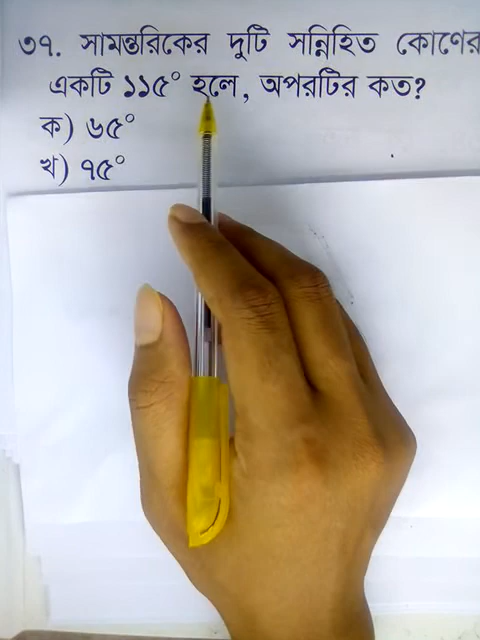 ৩৭. সামন্তরিকের দুটি সন্নিহিত কোণের
একটি ১১৫° হলে, অপরটির কত?
ক) ৬৫°
খ) ৭৫°